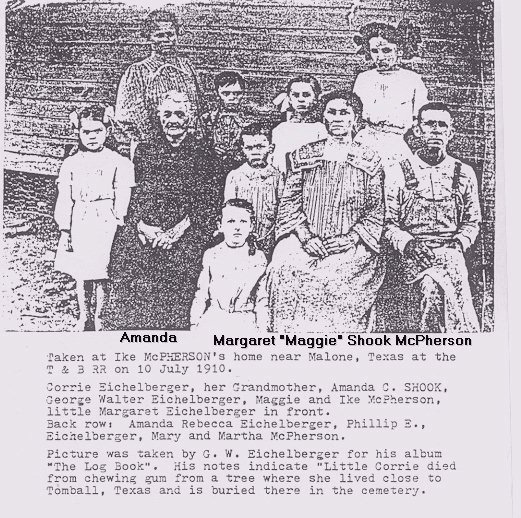 Amanda
Margaret "Maggie" Shook McPherson
Taken at Ike McPHERSON's home near Malone, Texas at the
T & B RR on 10 July 1910.
Corrie Eichelberger, her Grandmother, Amanda C. SHOOK,
George Walter Eichelberger, Maggie and Ike McPherson,
little Margaret Eichelberger in front.
Back row: Amanda Rebecca Eichelberger, Phillip E.,
Eichelberger, Mary and Martha McPherson.
Picture was taken by G. W. Eichelberger for his album
"The Log Book". His notes indicate "Little Corrie died
from chewing gum from a tree where she lived close to
Tomball, Texas and is buried there in the cemetery.